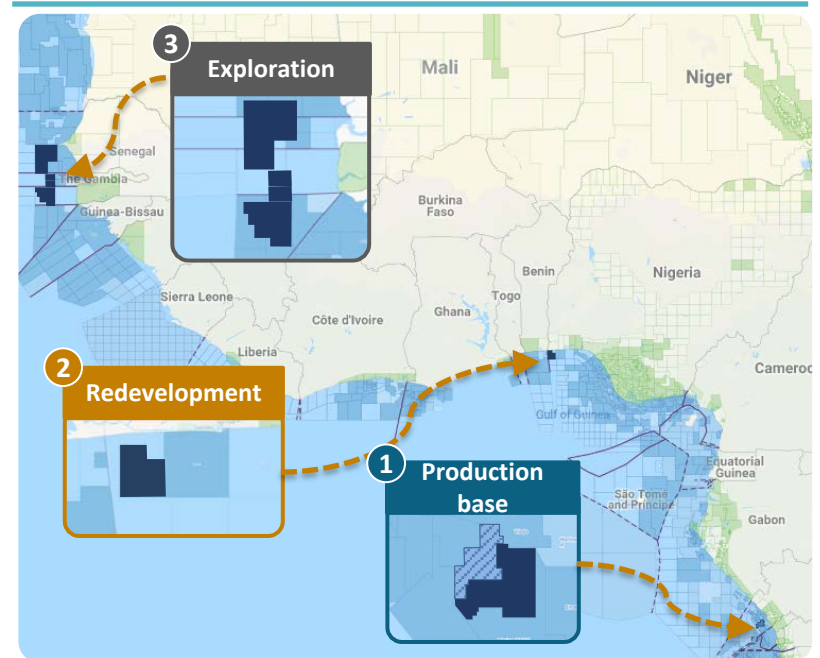 3
Exploration
Mali
Niger
Senegal
The Gambia
Guinea-Bissau
Burkina
Faso
Benin
Nigeria
Togo
Sierra Leone
Ghana
Côte d'Ivoire
Liberia
Cameroo
2
Redevelopment
Gulf of Guinea
1
Production
base
Equatorial
Guinea
São Tomé
and Príncipe
Gabon